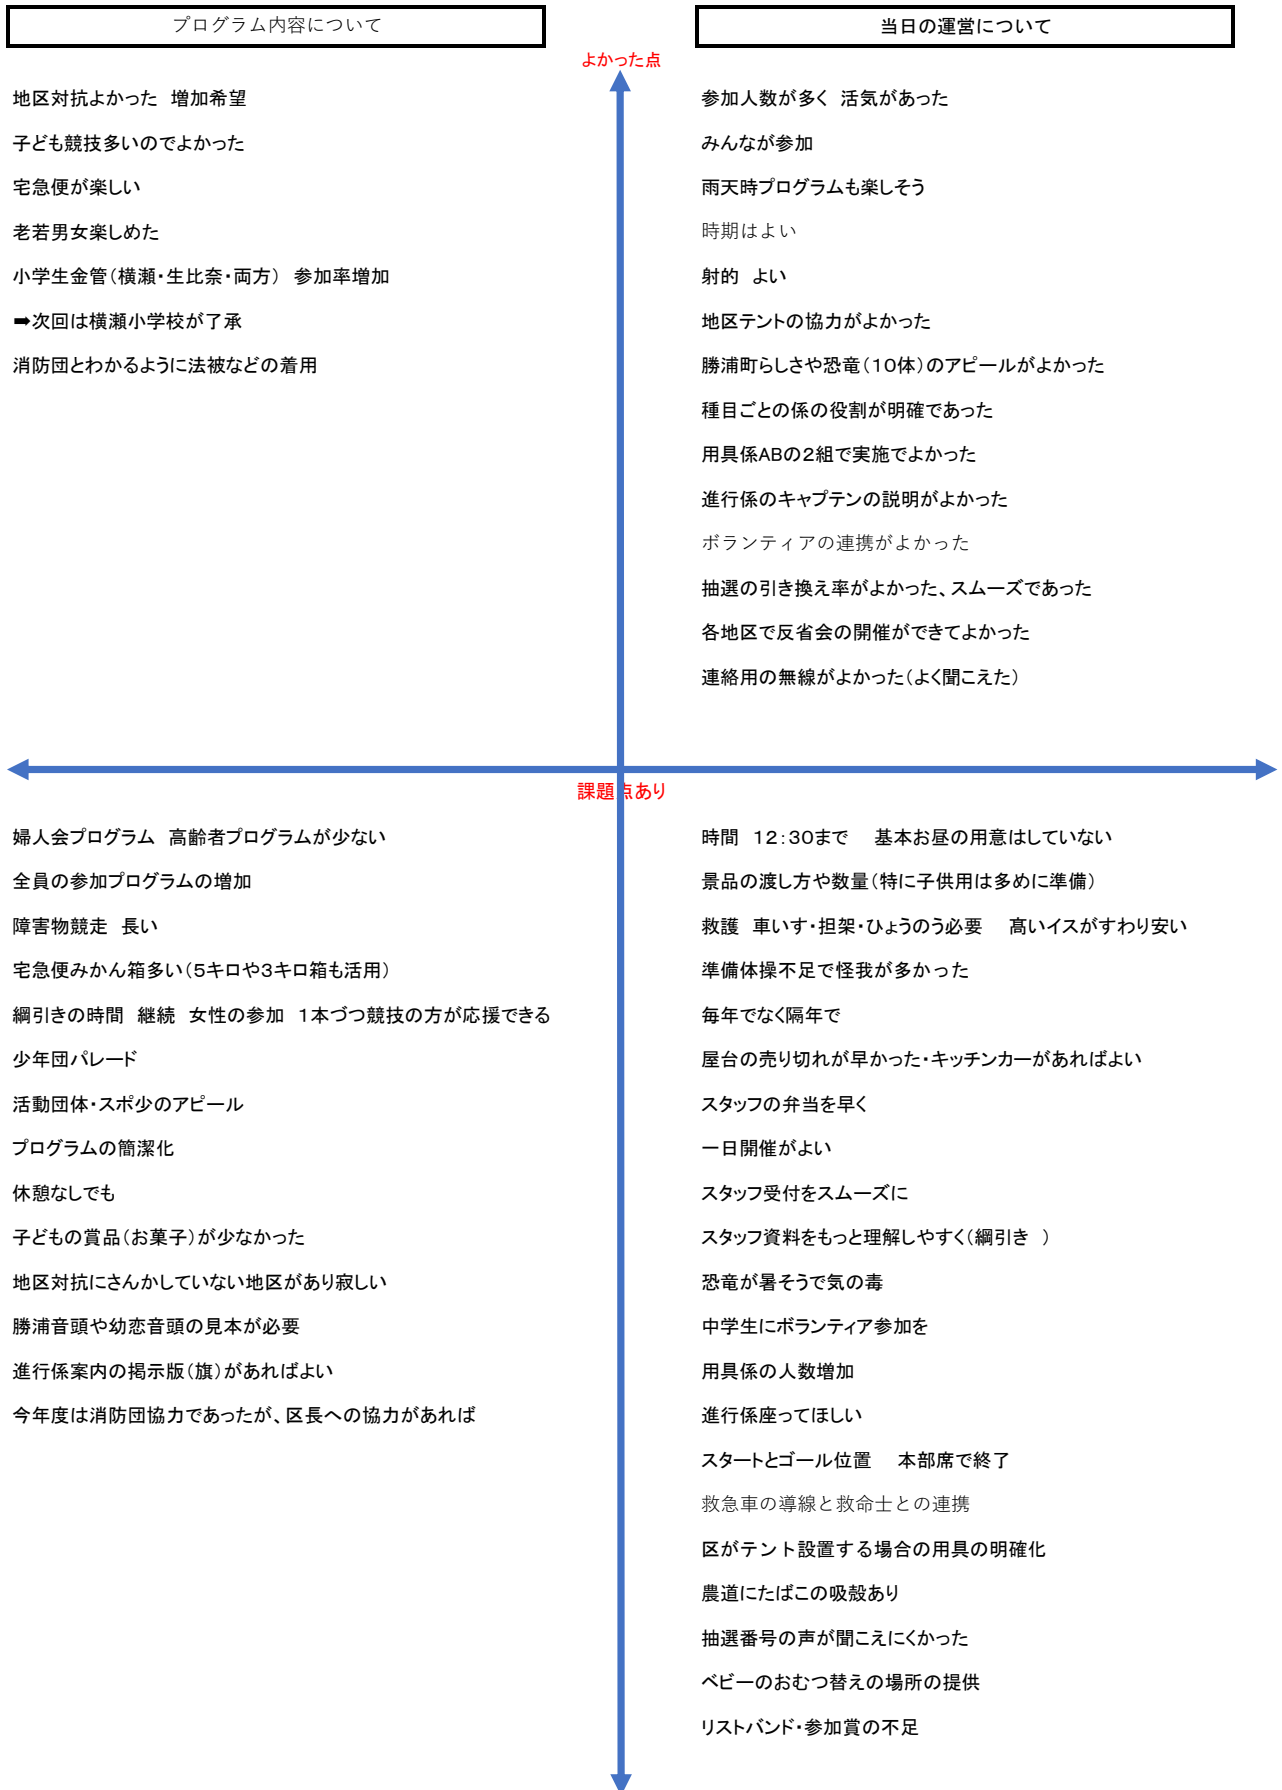 プログラム内容について
当日の運営について
よかった点
地区対抗よかった　増加希望
子ども競技多いのでよかった
宅急便が楽しい
老若男女楽しめた
小学生金管（横瀬・生比奈・両方）　参加率増加
➡次回は横瀬小学校が了承
消防団とわかるように法被などの着用
参加人数が多く　活気があった
みんなが参加
雨天時プログラムも楽しそう
時期はよい
射的　よい
地区テントの協力がよかった
勝浦町らしさや恐竜（１０体）のアピールがよかった
種目ごとの係の役割が明確であった
用具係ABの２組で実施でよかった
進行係のキャプテンの説明がよかった
ボランティアの連携がよかった
抽選の引き換え率がよかった、スムーズであった
各地区で反省会の開催ができてよかった
連絡用の無線がよかった（よく聞こえた）
課題点あり
婦人会プログラム　高齢者プログラムが少ない
全員の参加プログラムの増加
障害物競走　長い
宅急便みかん箱多い（５キロや３キロ箱も活用）
綱引きの時間　継続　女性の参加　１本づつ競技の方が応援できる
少年団パレード
活動団体・スポ少のアピール
プログラムの簡潔化
休憩なしでも
子どもの賞品（お菓子）が少なかった
地区対抗にさんかしていない地区があり寂しい
勝浦音頭や幼恋音頭の見本が必要
進行係案内の掲示版（旗）があればよい
今年度は消防団協力であったが、区長への協力があれば
時間　１２：３０まで　　基本お昼の用意はしていない
景品の渡し方や数量（特に子供用は多めに準備）
救護　車いす・担架・ひょうのう必要　　髙いイスがすわり安い
準備体操不足で怪我が多かった
毎年でなく隔年で
屋台の売り切れが早かった・キッチンカーがあればよい
スタッフの弁当を早く
一日開催がよい
スタッフ受付をスムーズに
スタッフ資料をもっと理解しやすく（綱引き　）
恐竜が暑そうで気の毒
中学生にボランティア参加を
用具係の人数増加
進行係座ってほしい
スタートとゴール位置　　本部席で終了
救急車の導線と救命士との連携
区がテント設置する場合の用具の明確化
農道にたばこの吸殻あり
抽選番号の声が聞こえにくかった
ベビーのおむつ替えの場所の提供
リストバンド・参加賞の不足